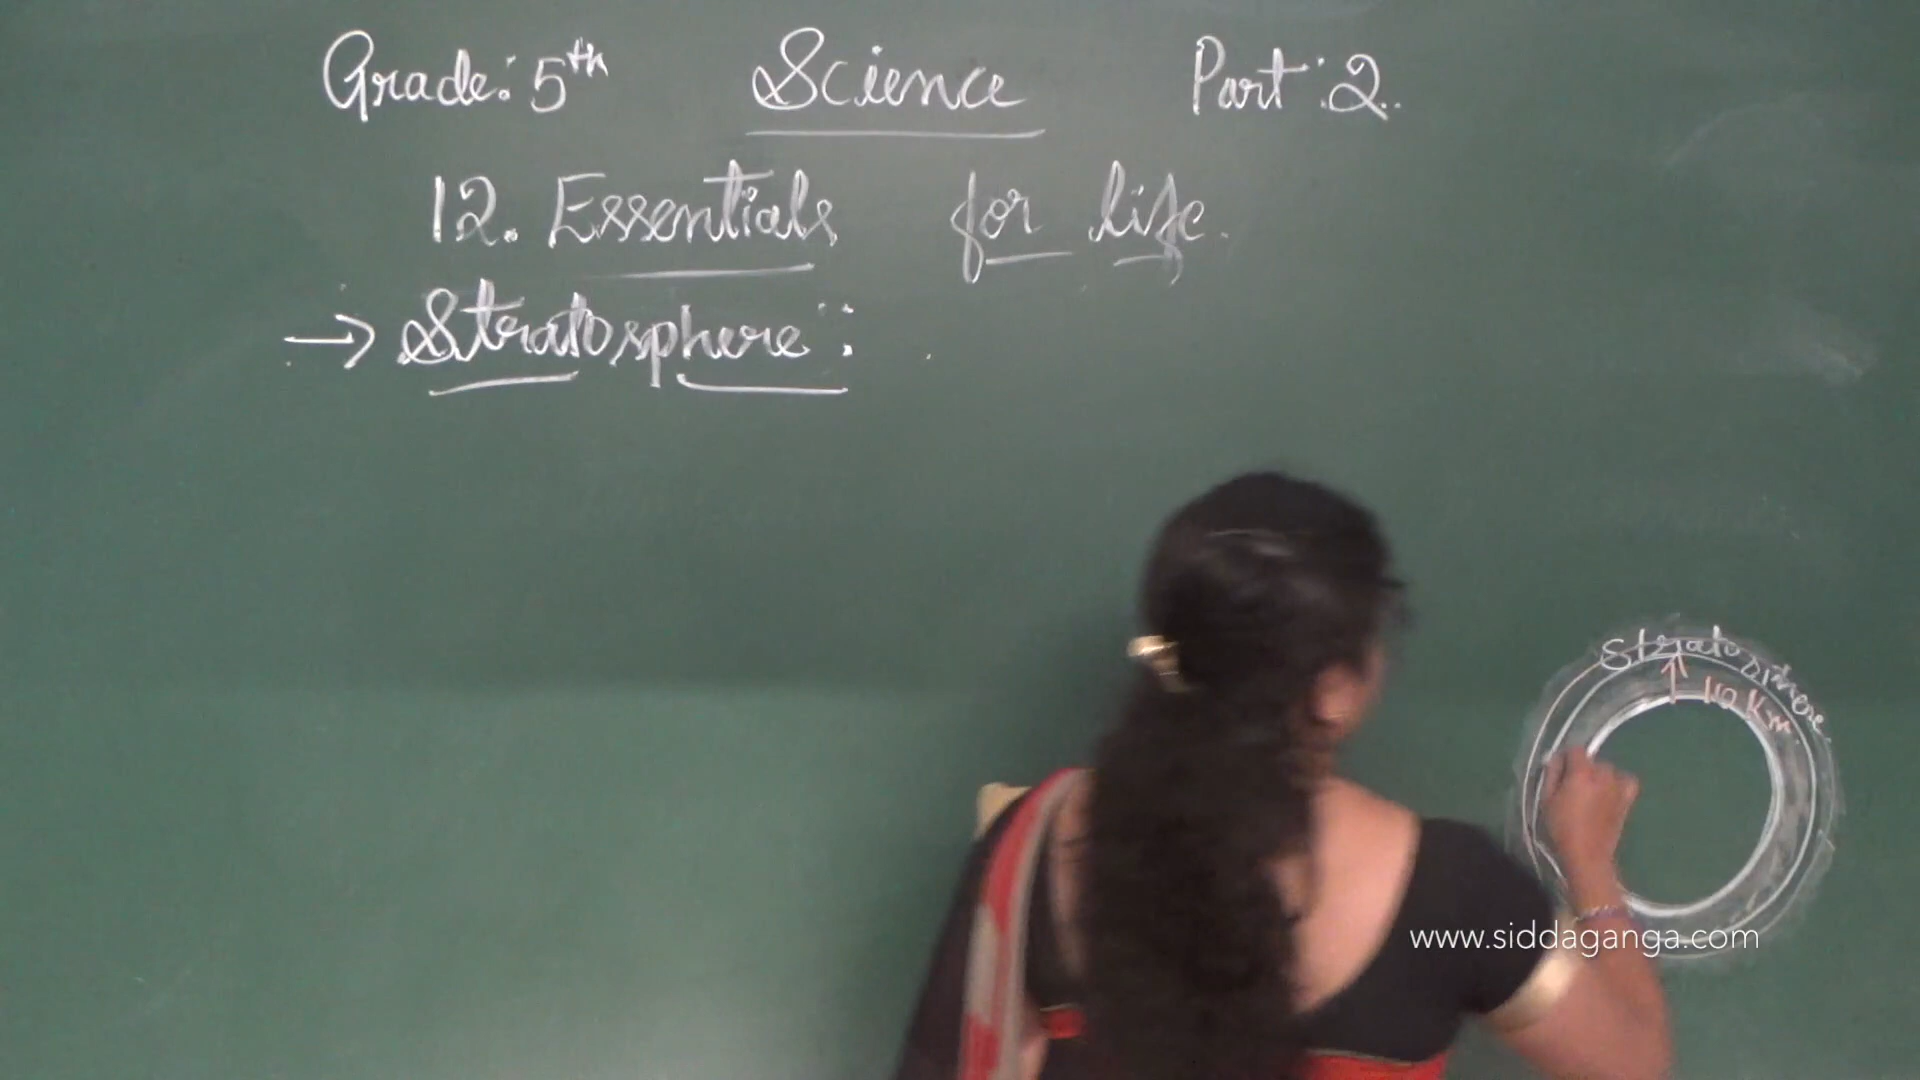 Grade: 5th Science Part: 2.
12. Essentials for life.
→ Stratosphere:
Stratosphere
10 Km.
www.siddaganga.com